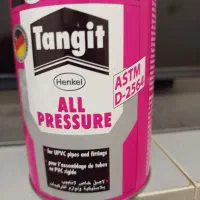 Tangit
Henkel
ASTM
D-2564
ALL
PRESSURE
for UPVC pipes and fittings
pour l'assemblage de tubes
en PVC rigide